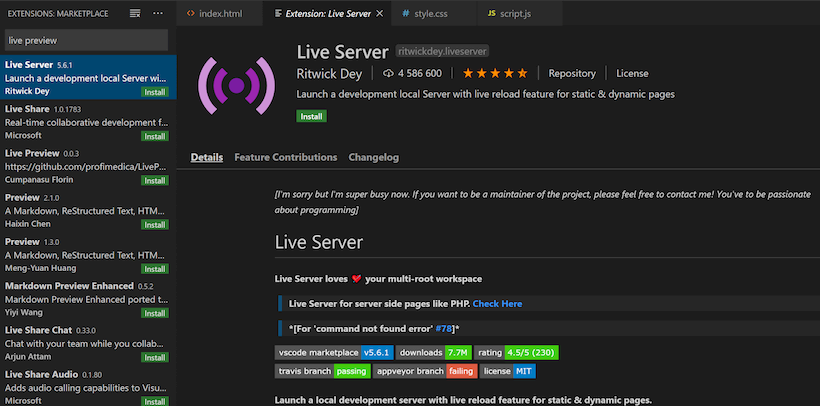 EXTENSIONS: MARKETPLACE
live preview
Live Server 5.6.1
Launch a development local Server wi...
Ritwick Dey Install
Live Share 1.0.1783
Real-time collaborative development f...
Microsoft Install
Live Preview 0.0.3
https://github.com/profimedica/LiveP...
Cumpanasu Florin Install
Preview 2.1.0
A Markdown, ReStructured Text, HTM...
Haixin Chen Install
Preview 1.3.0
A Markdown, ReStructured Text, HTM...
Meng-Yuan Huang Install
Markdown Preview Enhanced 0.5.2
Markdown Preview Enhanced ported t...
Yiyi Wang Install
Live Share Chat 0.33.0
Chat with your team while you collab...
Arjun Attam Install
Live Share Audio 0.1.80
Adds audio calling capabilities to Visu...
Microsoft Install
index.html Extension: Live Server style.css JS script.js
Live Server ritwickdey.liveserver
Ritwick Dey 4 586 600 Repository License
Launch a development local Server with live reload feature for static & dynamic pages
Install
Details Feature Contributions Changelog
[I'm sorry but I'm super busy now. If you want to be a maintainer of the project, please feel free to contact me! You've to be passionate
about programming]
Live Server
Live Server loves 💔 your multi-root workspace
Live Server for server side pages like PHP. Check Here
*[For 'command not found error' #78]*
vscode marketplace v5.6.1 downloads 7.7M rating 4.5/5 (230)
travis branch passing appveyor branch failing license MIT
Launch a local development server with live reload feature for static & dynamic pages.